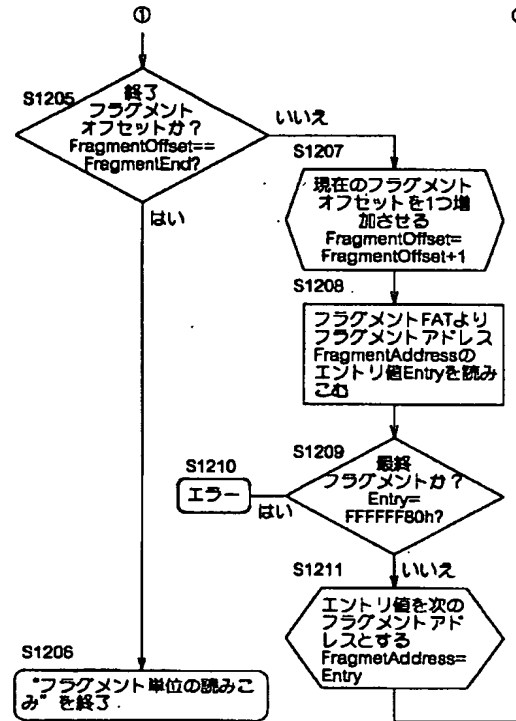 ①
S1205
終了
フラグメント
オフセットか？
FragmentOffset==
FragmentEnd?
いいえ
はい
S1207
現在のフラグメント
オフセットを1つ増
加させる
FragmentOffset=
FragmentOffset+1
S1208
フラグメントFATより
フラグメントアドレス
FragmentAddressの
エントリ値Entryを読み
こむ
S1209
最終
フラグメントか？
Entry=
FFFFFF80h?
S1210
エラー
はい
いいえ
S1211
エントリ値を次の
フラグメントアド
レスとする
FragmetAddress=
Entry
S1206
"フラグメント単位の読みこ
み"を終了